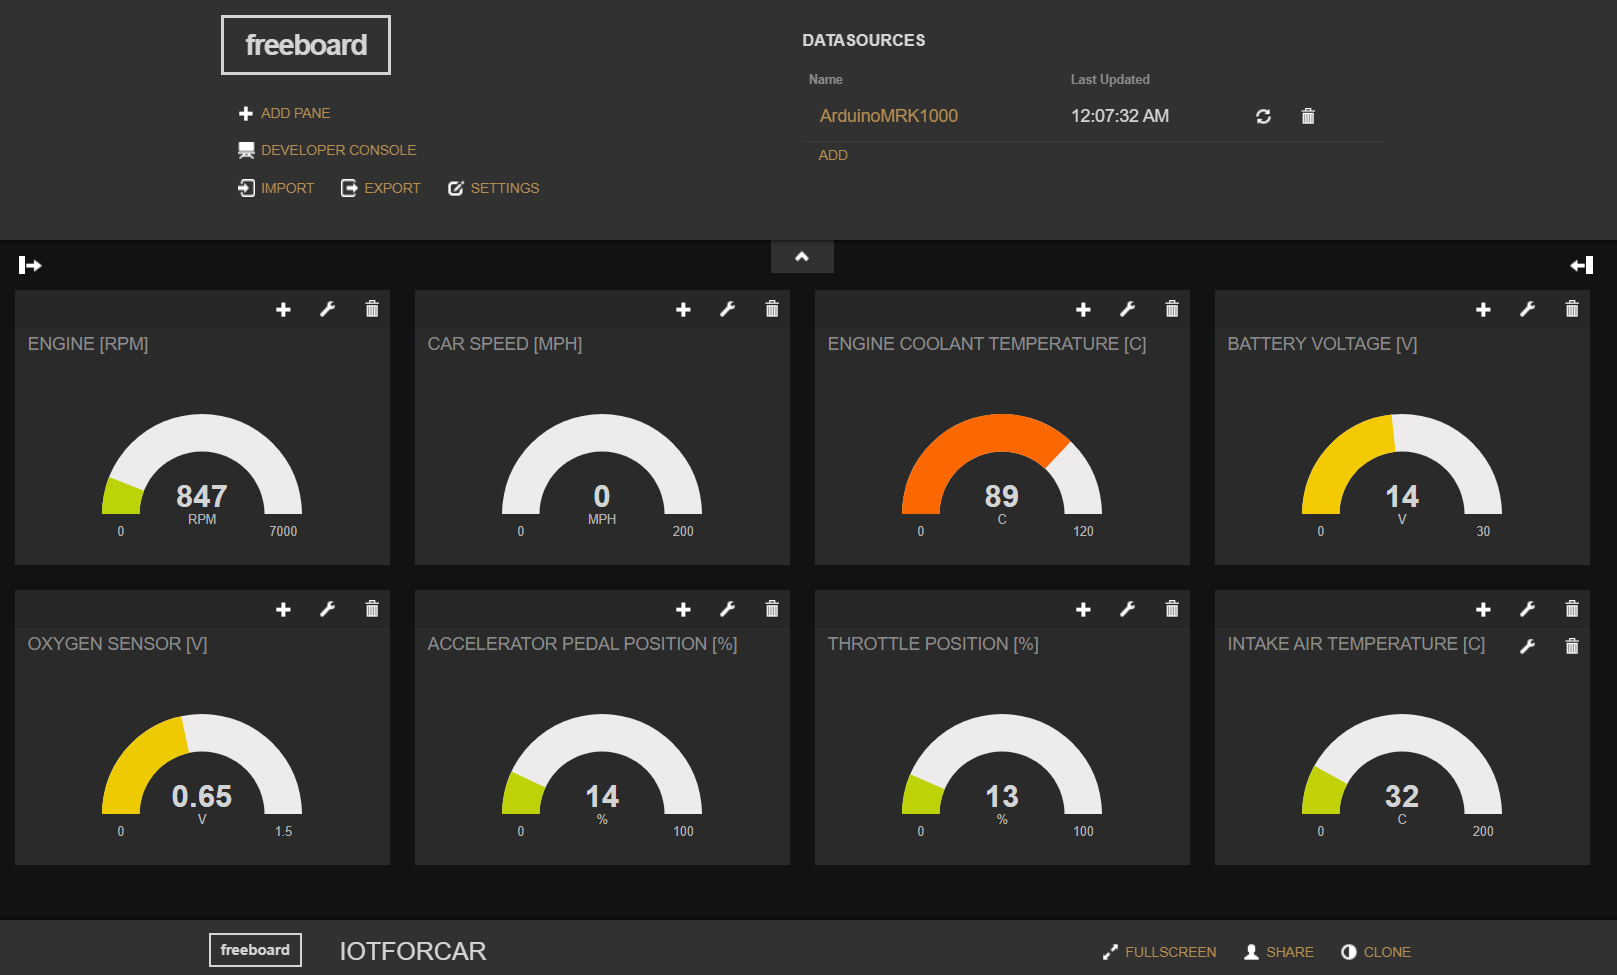 freeboard
ADD PANE
DEVELOPER CONSOLE
IMPORT EXPORT SETTINGS
DATASOURCES
Name Last Updated
ArduinoMRK1000 12:07:32 AM
ADD
ENGINE [RPM]
847
RPM
0 7000
CAR SPEED [MPH]
0
MPH
0 200
ENGINE COOLANT TEMPERATURE [C]
89
C
0 120
BATTERY VOLTAGE [V]
14
V
0 30
OXYGEN SENSOR [V]
0.65
V
0 1.5
ACCELERATOR PEDAL POSITION [%]
14
%
0 100
THROTTLE POSITION [%]
13
%
0 100
INTAKE AIR TEMPERATURE [C]
32
C
0 200
freeboard IOTFORCAR FULLSCREEN SHARE CLONE